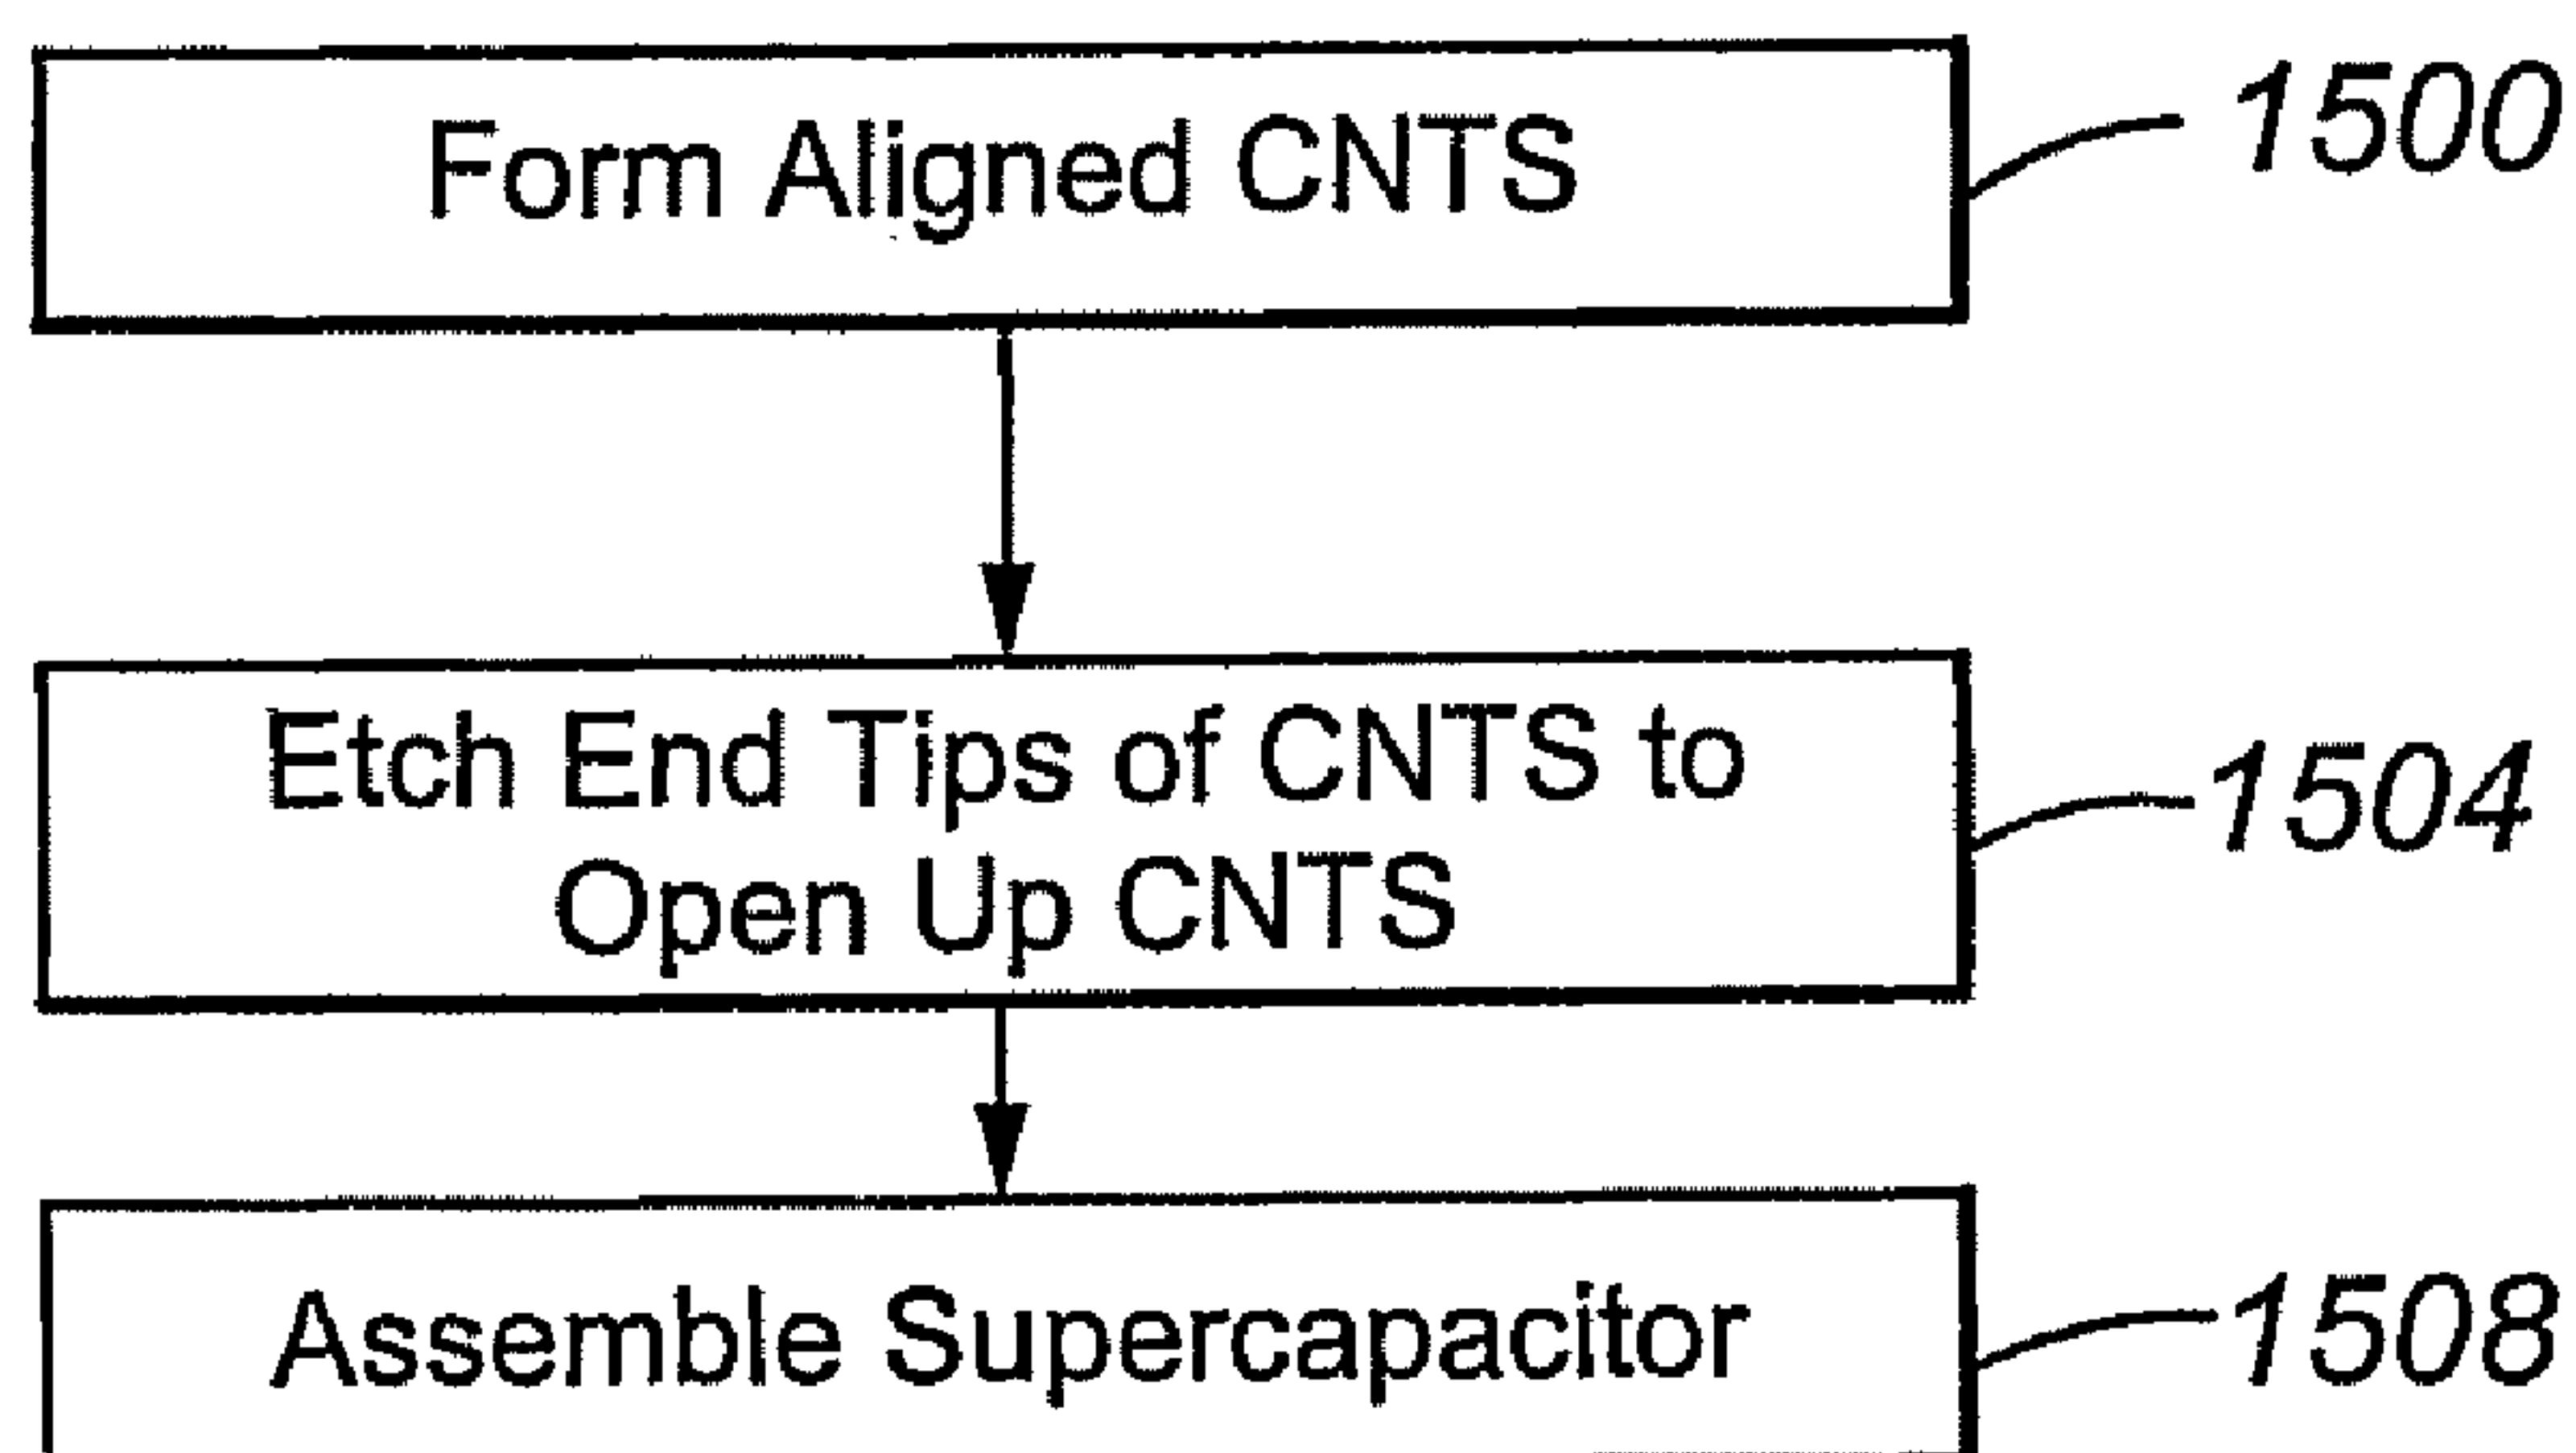 Form Aligned CNTS
1500
Etch End Tips of CNTS to
Open Up CNTS
1504
Assemble Supercapacitor
1508